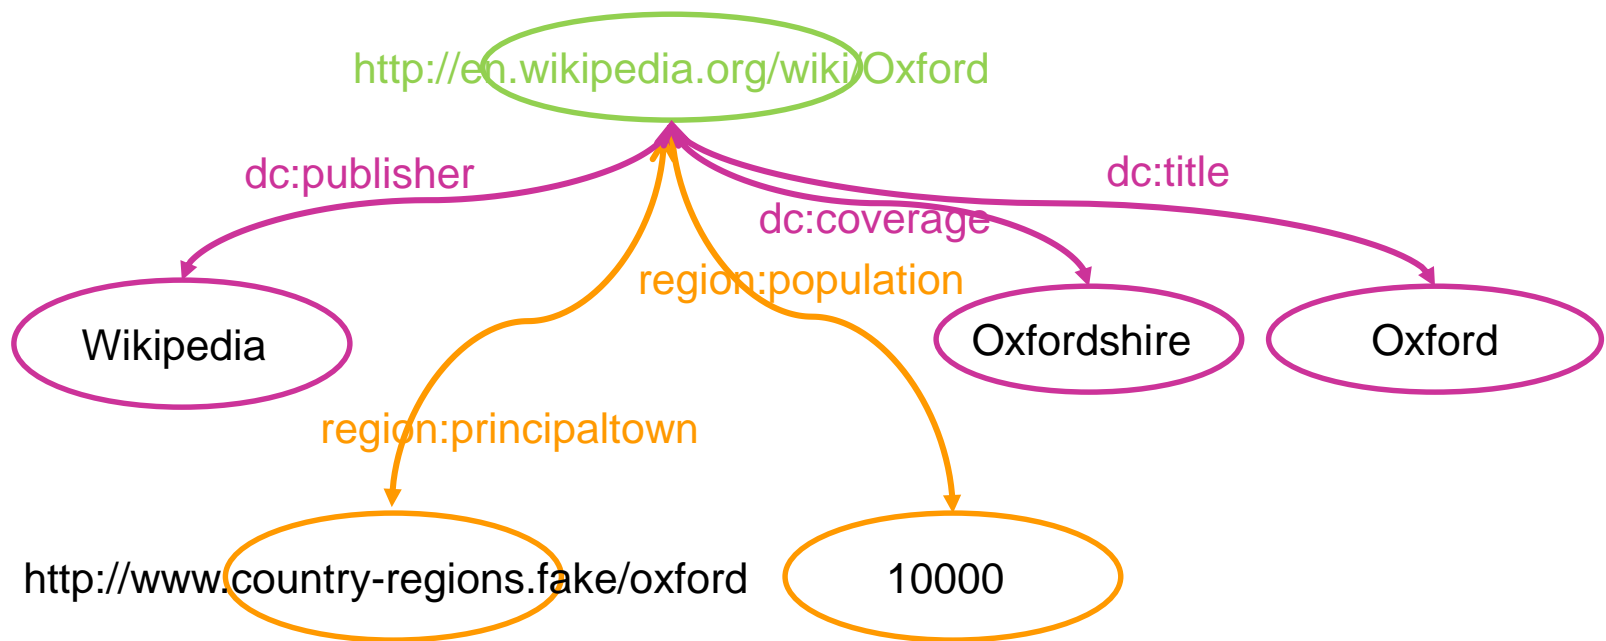 http://en.wikipedia.org/wiki/Oxford
dc:publisher
dc:title
dc:coverage
region:population
Wikipedia
Oxfordshire
Oxford
region:principaltown
http://www.country-regions.fake/oxford
10000